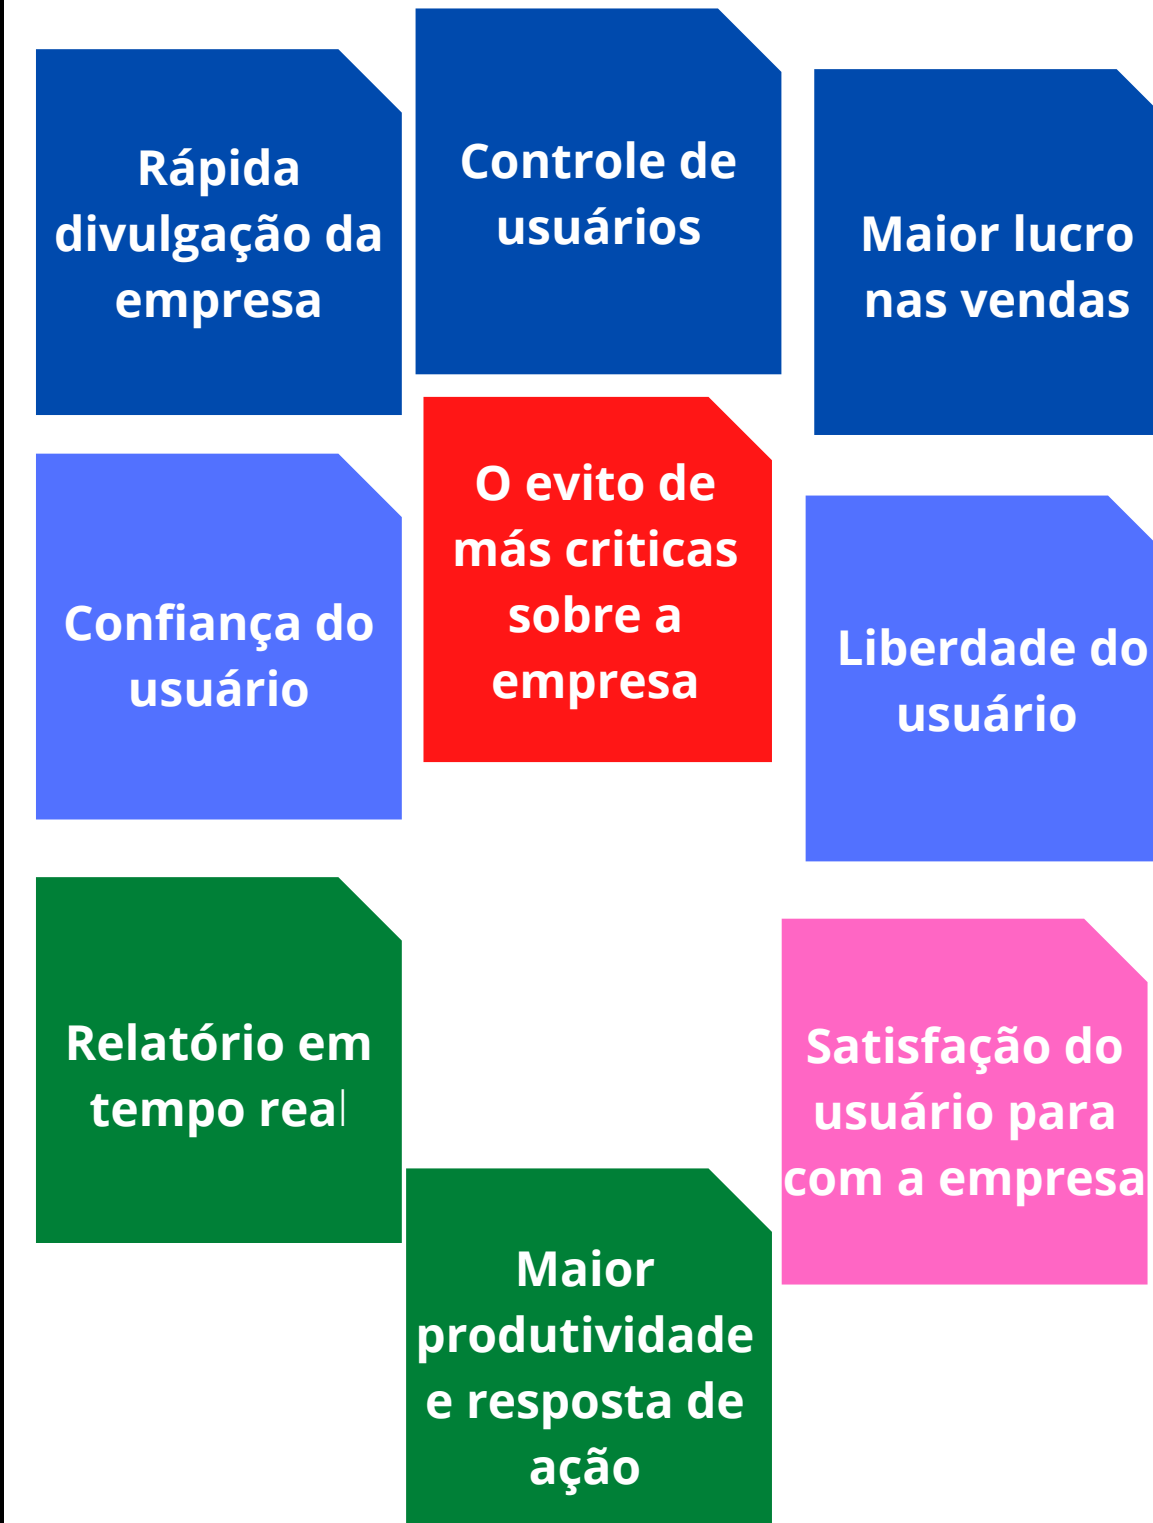 Rápida
divulgação da
empresa
Controle de
usuários
Maior lucro
nas vendas
Confiança do
usuário
O evito de
más criticas
sobre a
empresa
Liberdade do
usuário
Relatório em
tempo real
Satisfação do
usuário para
com a empresa
Maior
produtividade
e resposta de
ação